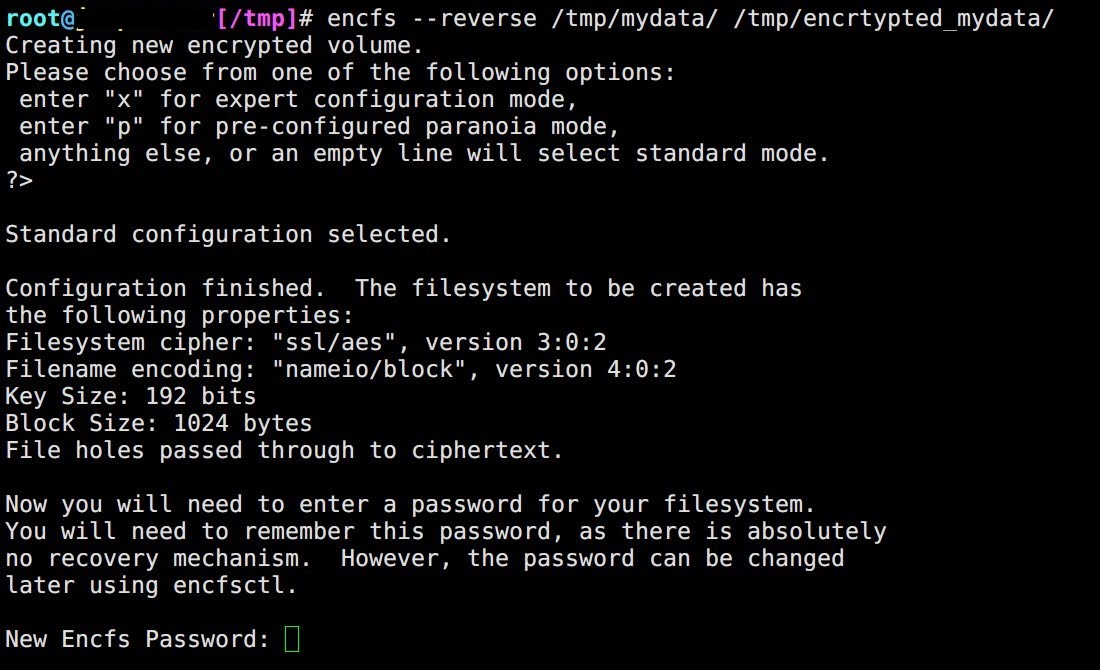 root@[/tmp]# encfs --reverse /tmp/mydata/ /tmp/encrtypted_mydata/
Creating new encrypted volume.
Please choose from one of the following options:
 enter "x" for expert configuration mode,
 enter "p" for pre-configured paranoia mode,
 anything else, or an empty line will select standard mode.
?>
Standard configuration selected.
Configuration finished.  The filesystem to be created has
the following properties:
Filesystem cipher: "ssl/aes", version 3:0:2
Filename encoding: "nameio/block", version 4:0:2
Key Size: 192 bits
Block Size: 1024 bytes
File holes passed through to ciphertext.
Now you will need to enter a password for your filesystem.
You will need to remember this password, as there is absolutely
no recovery mechanism.  However, the password can be changed
later using encfsctl.
New Encfs Password: